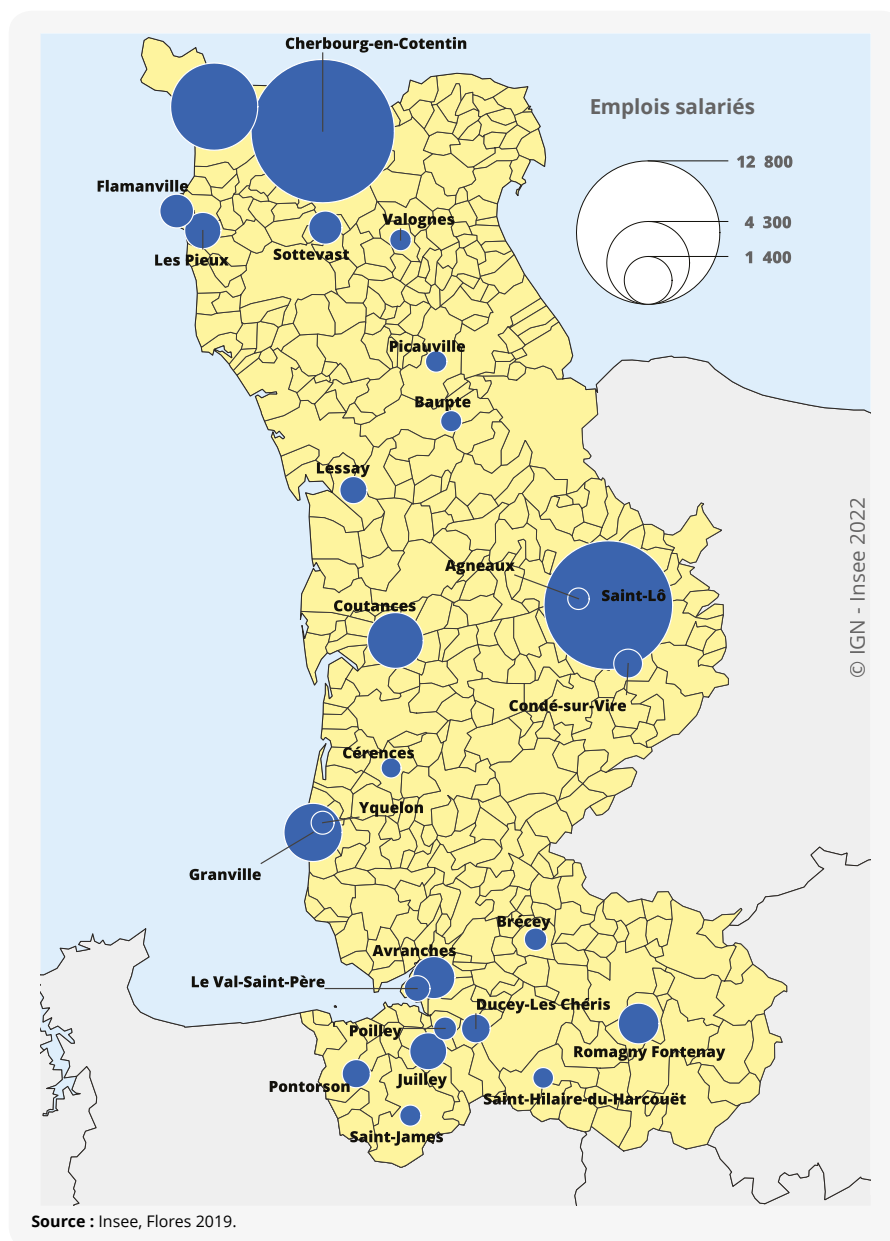 Cherbourg-en-Cotentin
Emplois salariés
12 800
4 300
1 400
Flamanville
Les Pieux
Sottevast
Valognes
Picauville
Baupte
Lessay
Agneaux
Saint-Lô
Coutances
Condé-sur-Vire
© IGN - Insee 2022
Cérences
Yquelon
Granville
Brécey
Avranches
Le Val-Saint-Père
Ducey-Les Chéris
Poilley
Romagny Fontenay
Juilley
Pontorson
Saint-Hilaire-du-Harcouët
Saint-James
Source : Insee, Flores 2019.